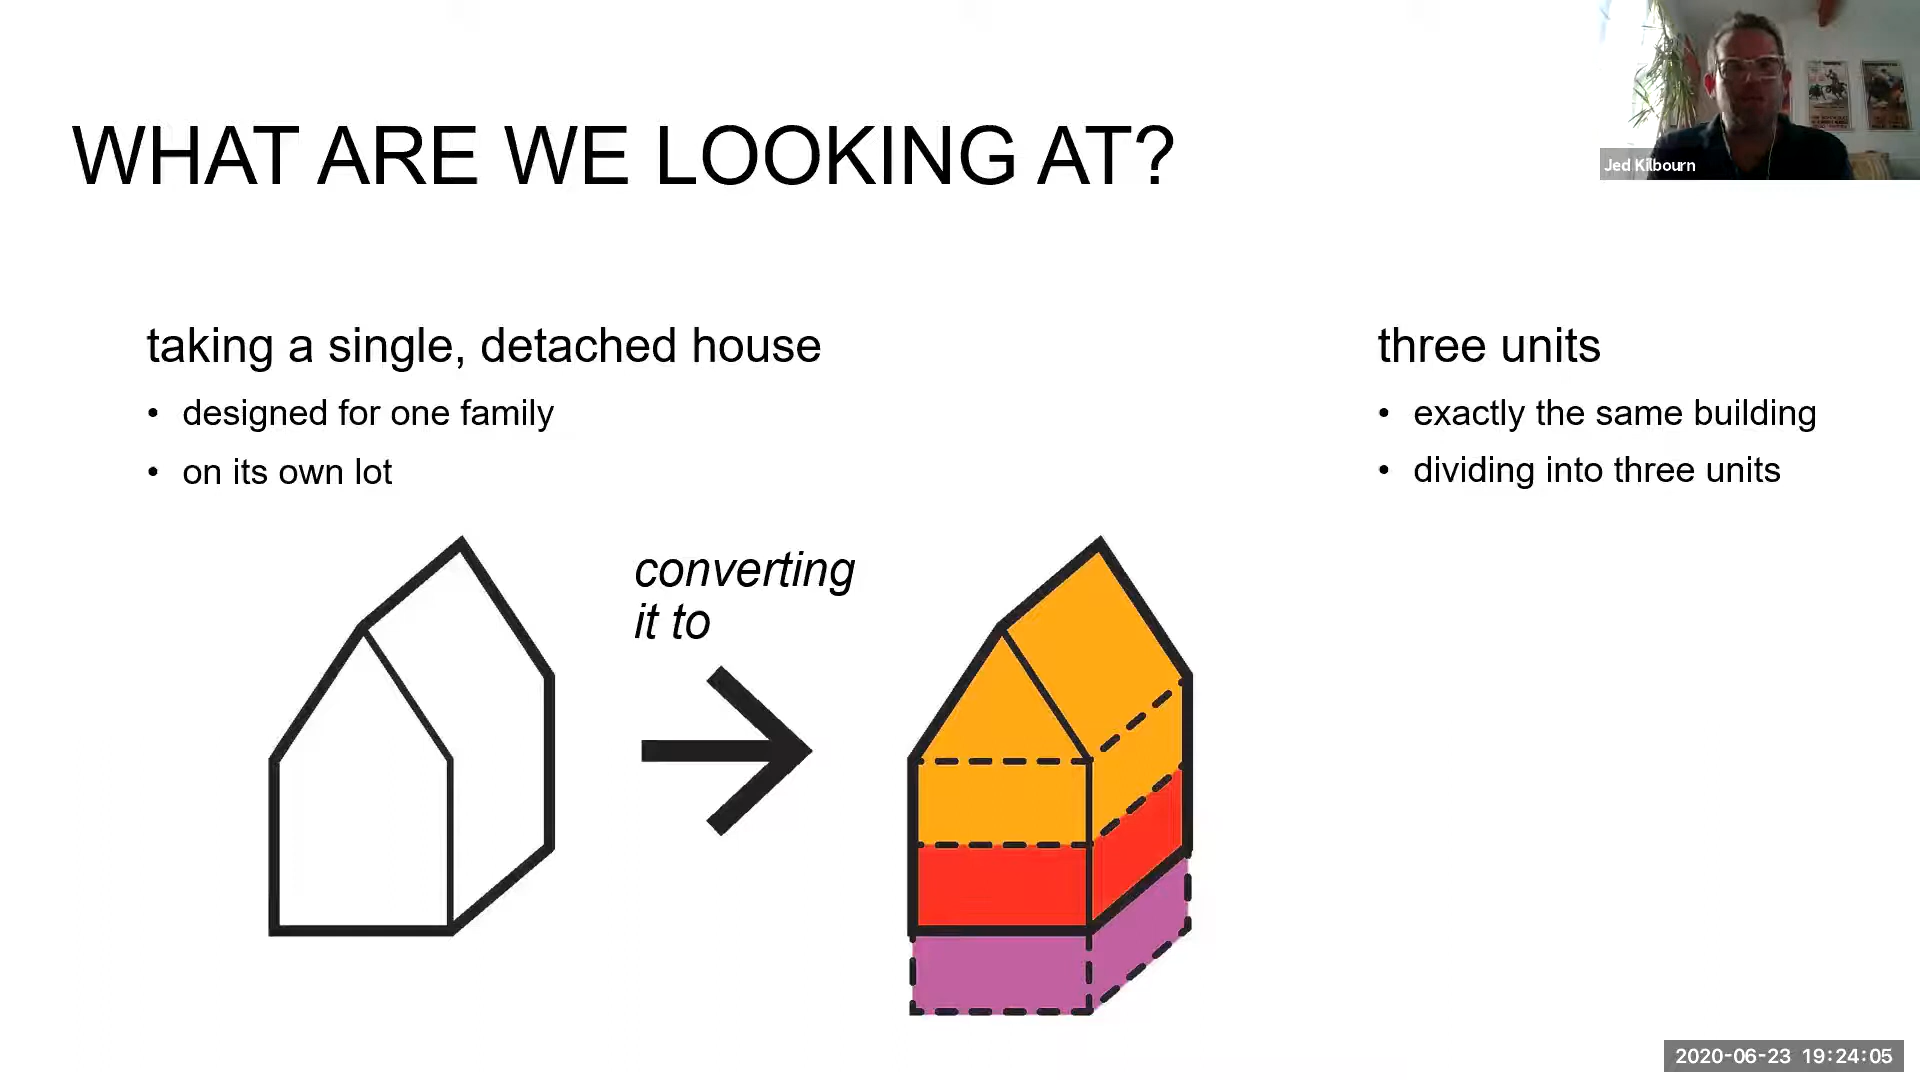 WHAT ARE WE LOOKING AT?
Jed Kilbourn
taking a single, detached house
• designed for one family
• on its own lot
three units
• exactly the same building
• dividing into three units
converting
it to
2020-06-23 19:24:05